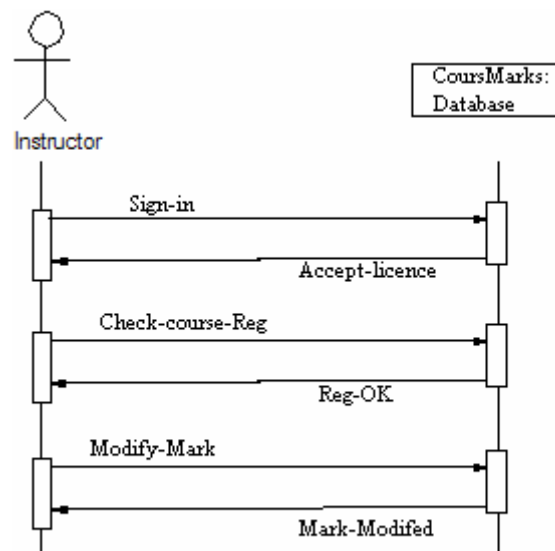 CoursMarks:
Database
Instructor
Sign-in
Accept-licence
Check-course-Reg
Reg-OK
Modify-Mark
Mark-Modifed